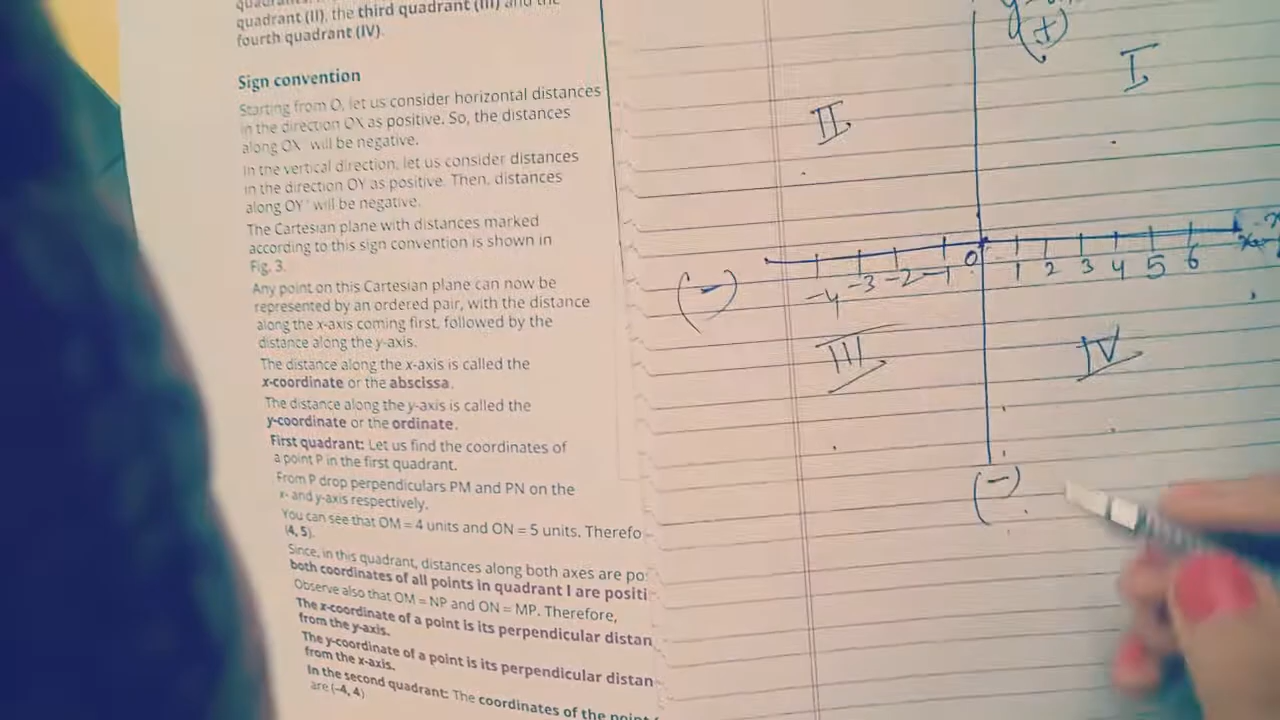 quadrant (II), the third quadrant (III) and the
fourth quadrant (IV).
Sign convention
Starting from O, let us consider horizontal distances
in the direction OX as positive. So, the distances
along OX' will be negative.
In the vertical direction, let us consider distances
in the direction OY as positive. Then, distances
along OY' will be negative.
The Cartesian plane with distances marked
according to this sign convention is shown in
Fig. 3.
Any point on this Cartesian plane can now be
represented by an ordered pair, with the distance
along the x-axis coming first, followed by the
distance along the y-axis.
The distance along the x-axis is called the
x-coordinate or the abscissa.
The distance along the y-axis is called the
y-coordinate or the ordinate.
First quadrant: Let us find the coordinates of
a point P in the first quadrant.
From P drop perpendiculars PM and PN on the
x- and y-axis respectively.
You can see that OM = 4 units and ON = 5 units. Therefo
(4, 5).
Since, in this quadrant, distances along both axes are po
both coordinates of all points in quadrant I are positi
Observe also that OM = NP and ON = MP. Therefore,
The x-coordinate of a point is its perpendicular distan
from the y-axis.
The y-coordinate of a point is its perpendicular distan
from the x-axis.
In the second quadrant: The coordinates of the point
are (-4, 4)
(+)
I
II
(-)
-4 -3 -2 -1 0 1 2 3 4 5 6
III
IV
(-)